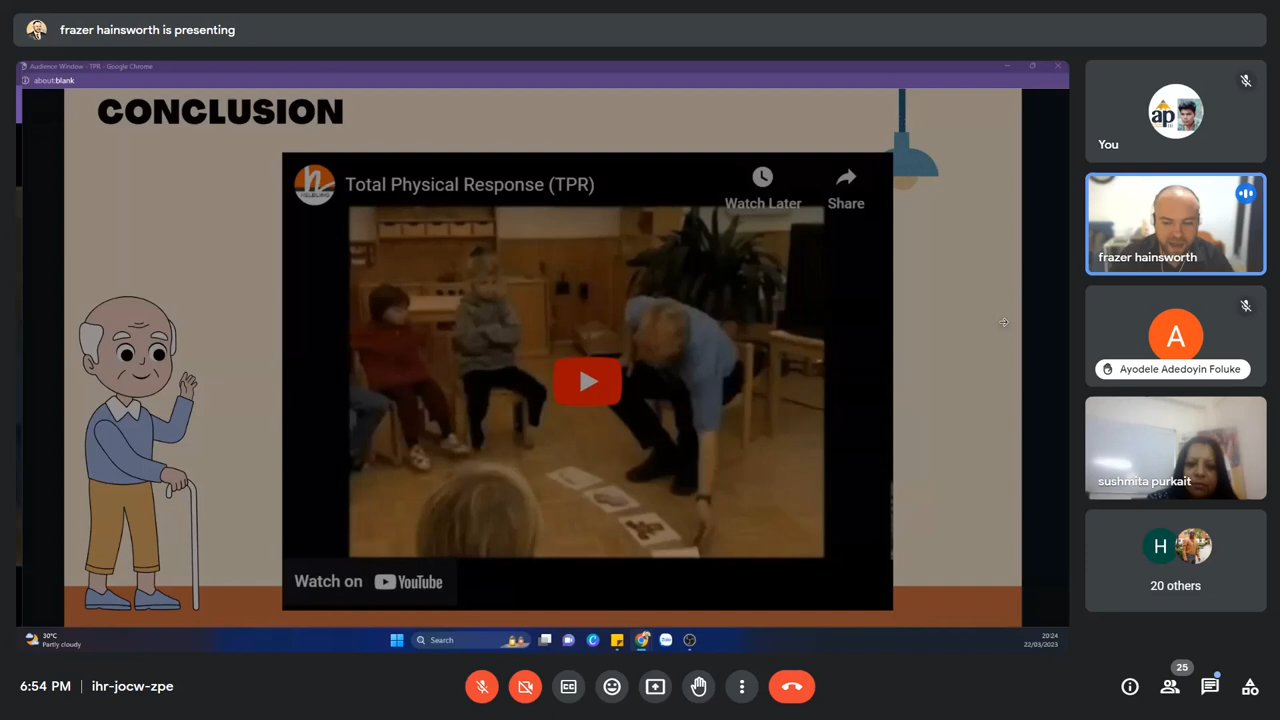 frazer hainsworth is presenting
Audience Window - TPR - Google Chrome
about:blank
CONCLUSION
Total Physical Response (TPR)
Watch Later
Share
HELBLING
Watch on YouTube
30°C
Partly cloudy
Search
20:24
22/03/2023
ap
You
frazer hainsworth
A
Ayodele Adedoyin Foluke
sushmita purkait
H
20 others
6:54 PM | ihr-jocw-zpe
25